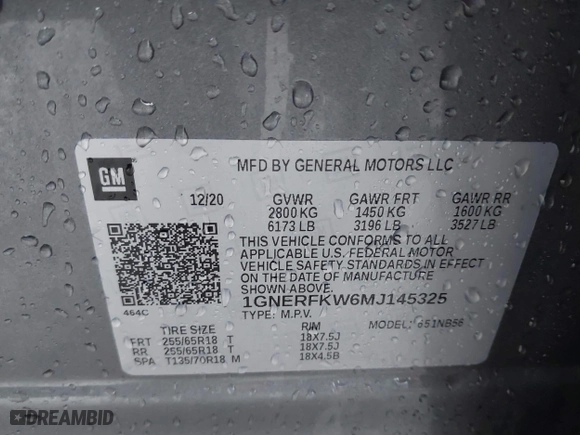 GM
MFD BY GENERAL MOTORS LLC
12/20 GVWR GAWR FRT GAWR RR
2800 KG 1450 KG 1600 KG
6173 LB 3196 LB 3527 LB
THIS VEHICLE CONFORMS TO ALL
APPLICABLE U.S. FEDERAL MOTOR
VEHICLE SAFETY STANDARDS IN EFFECT
ON THE DATE OF MANUFACTURE
SHOWN ABOVE.
464C 1GNERFKW6MJ145325
TYPE: M.P.V. MODEL: 651NBS6
TIRE SIZE RIM
FRT 255/65R18 T 18X7.5J
RR 255/65R18 T 18X7.5J
SPA T135/70R18 M 18X4.5B
DREAMBID